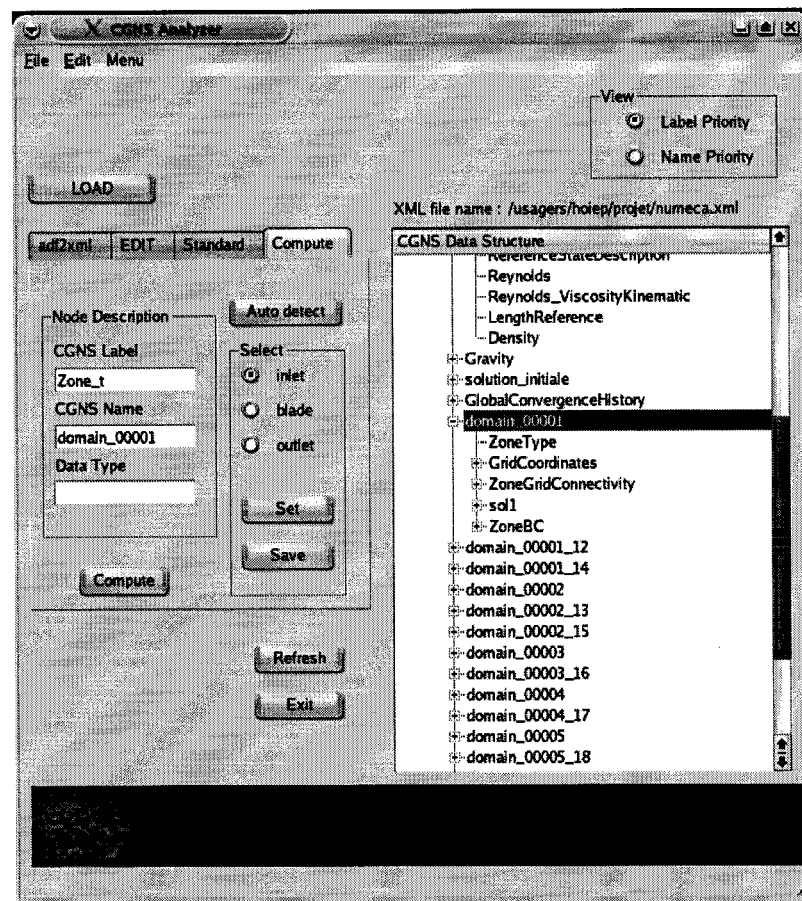 CGNS Analyzer
File Edit Menu
View
Label Priority
Name Priority
LOAD
XML file name : /usagers/hoiep/projet/numeca.xml
adf2xml EDIT Standard Compute
CGNS Data Structure
ReferenceStateDescription
Reynolds
Reynolds_ViscosityKinematic
LengthReference
Density
Gravity
solution_initiale
GlobalConvergenceHistory
domain_00001
ZoneType
GridCoordinates
ZoneGridConnectivity
sol1
ZoneBC
domain_00001_12
domain_00001_14
domain_00002
domain_00002_13
domain_00002_15
domain_00003
domain_00003_16
domain_00004
domain_00004_17
domain_00005
domain_00005_18
Auto detect
Node Description
CGNS Label
Zone_t
CGNS Name
domain_00001
Data Type
Select
inlet
blade
outlet
Set
Save
Compute
Refresh
Exit